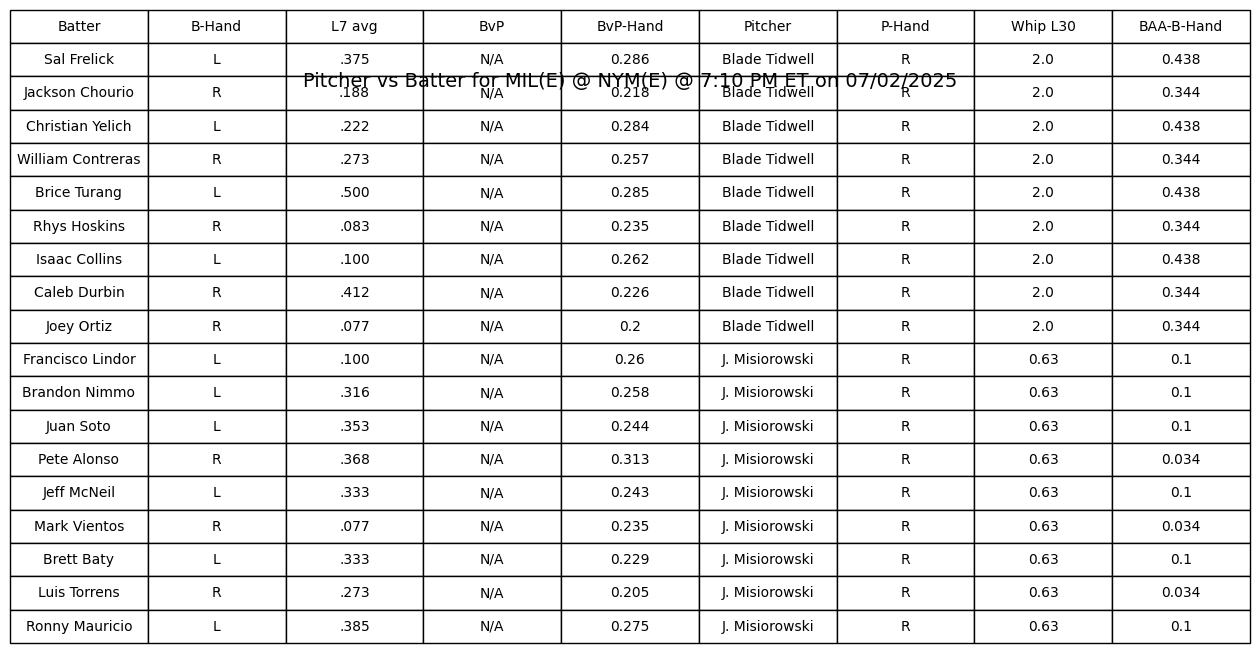 Batter B-Hand L7 avg BvP BvP-Hand Pitcher P-Hand Whip L30 BAA-B-Hand
Sal Frelick L .375 N/A 0.286 Blade Tidwell R 2.0 0.438
Pitcher vs Batter for MIL(E) @ NYM(E) @ 7:10 PM ET on 07/02/2025
Jackson Chourio R .188 N/A 0.218 Blade Tidwell R 2.0 0.344
Christian Yelich L .222 N/A 0.284 Blade Tidwell R 2.0 0.438
William Contreras R .273 N/A 0.257 Blade Tidwell R 2.0 0.344
Brice Turang L .500 N/A 0.285 Blade Tidwell R 2.0 0.438
Rhys Hoskins R .083 N/A 0.235 Blade Tidwell R 2.0 0.344
Isaac Collins L .100 N/A 0.262 Blade Tidwell R 2.0 0.438
Caleb Durbin R .412 N/A 0.226 Blade Tidwell R 2.0 0.344
Joey Ortiz R .077 N/A 0.2 Blade Tidwell R 2.0 0.344
Francisco Lindor L .100 N/A 0.26 J. Misiorowski R 0.63 0.1
Brandon Nimmo L .316 N/A 0.258 J. Misiorowski R 0.63 0.1
Juan Soto L .353 N/A 0.244 J. Misiorowski R 0.63 0.1
Pete Alonso R .368 N/A 0.313 J. Misiorowski R 0.63 0.034
Jeff McNeil L .333 N/A 0.243 J. Misiorowski R 0.63 0.1
Mark Vientos R .077 N/A 0.235 J. Misiorowski R 0.63 0.034
Brett Baty L .333 N/A 0.229 J. Misiorowski R 0.63 0.1
Luis Torrens R .273 N/A 0.205 J. Misiorowski R 0.63 0.034
Ronny Mauricio L .385 N/A 0.275 J. Misiorowski R 0.63 0.1